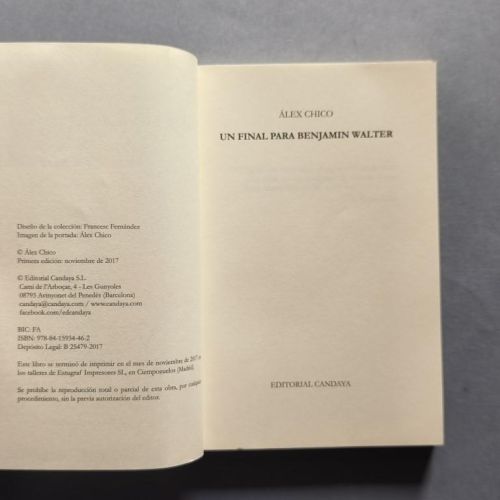 Diseño de la colección: Francesc Fernández
Imagen de la portada: Álex Chico
© Álex Chico
Primera edición: noviembre de 2017
© Editorial Candaya S.L.
Camí de l'Arboçar, 4 - Les Gunyoles
08793 Avinyonet del Penedès (Barcelona)
candaya@candaya.com / www.candaya.com
facebook.com/edcandaya
BIC: FA
ISBN: 978-84-15934-46-2
Depósito Legal: B 25479-2017
Este libro se terminó de imprimir en el mes de noviembre de 2017 en
los talleres de Estugraf Impresores SL, en Ciempozuelos (Madrid)
Se prohíbe la reproducción total o parcial de esta obra, por cualquier
procedimiento, sin la previa autorización del editor.
ÁLEX CHICO
UN FINAL PARA BENJAMIN WALTER
EDITORIAL CANDAYA